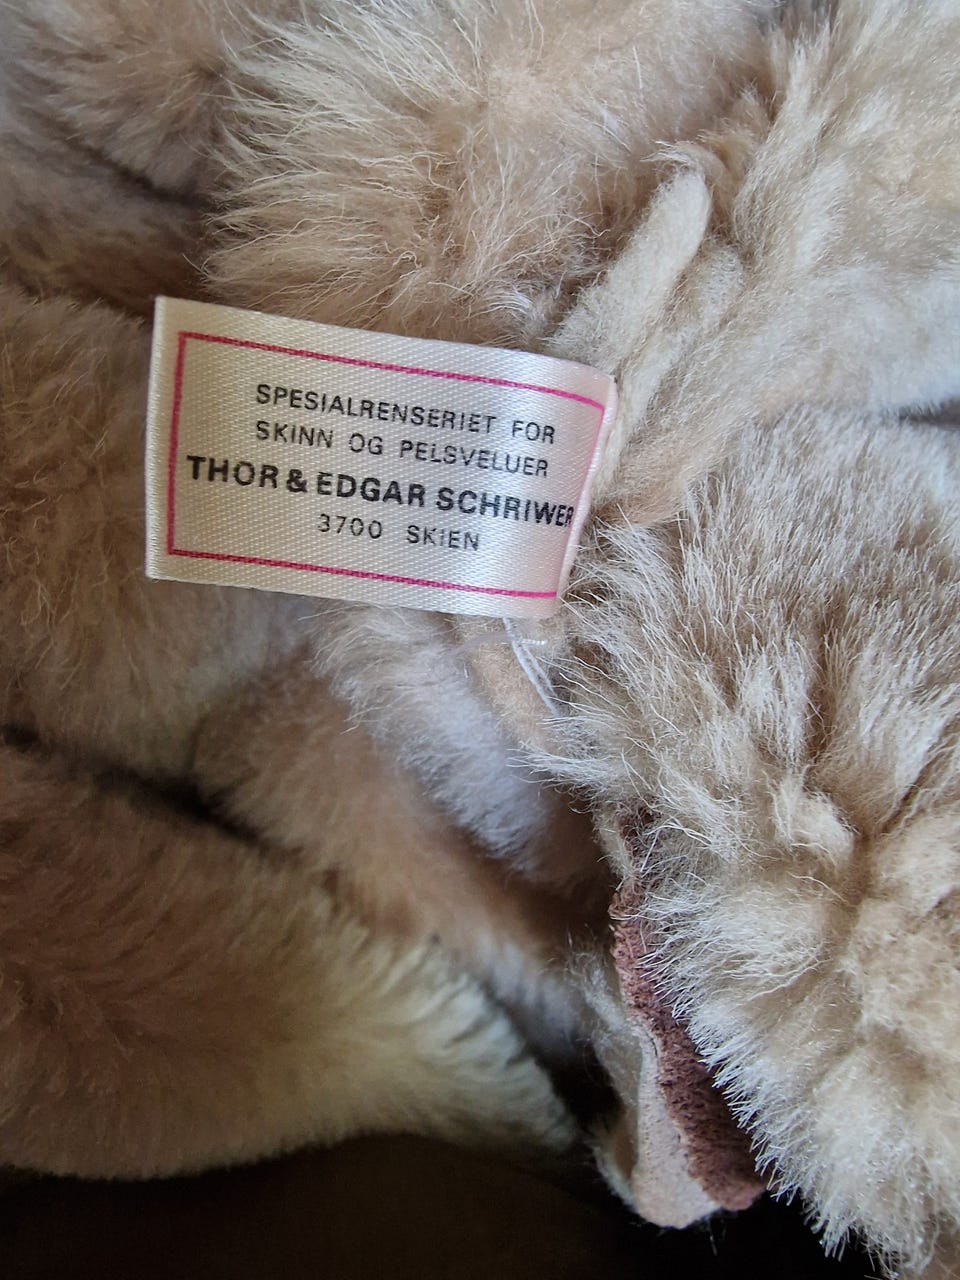 SPESIALRENSERIET FOR
SKINN OG PELSVELUER
THOR & EDGAR SCHRIWER
3700 SKIEN